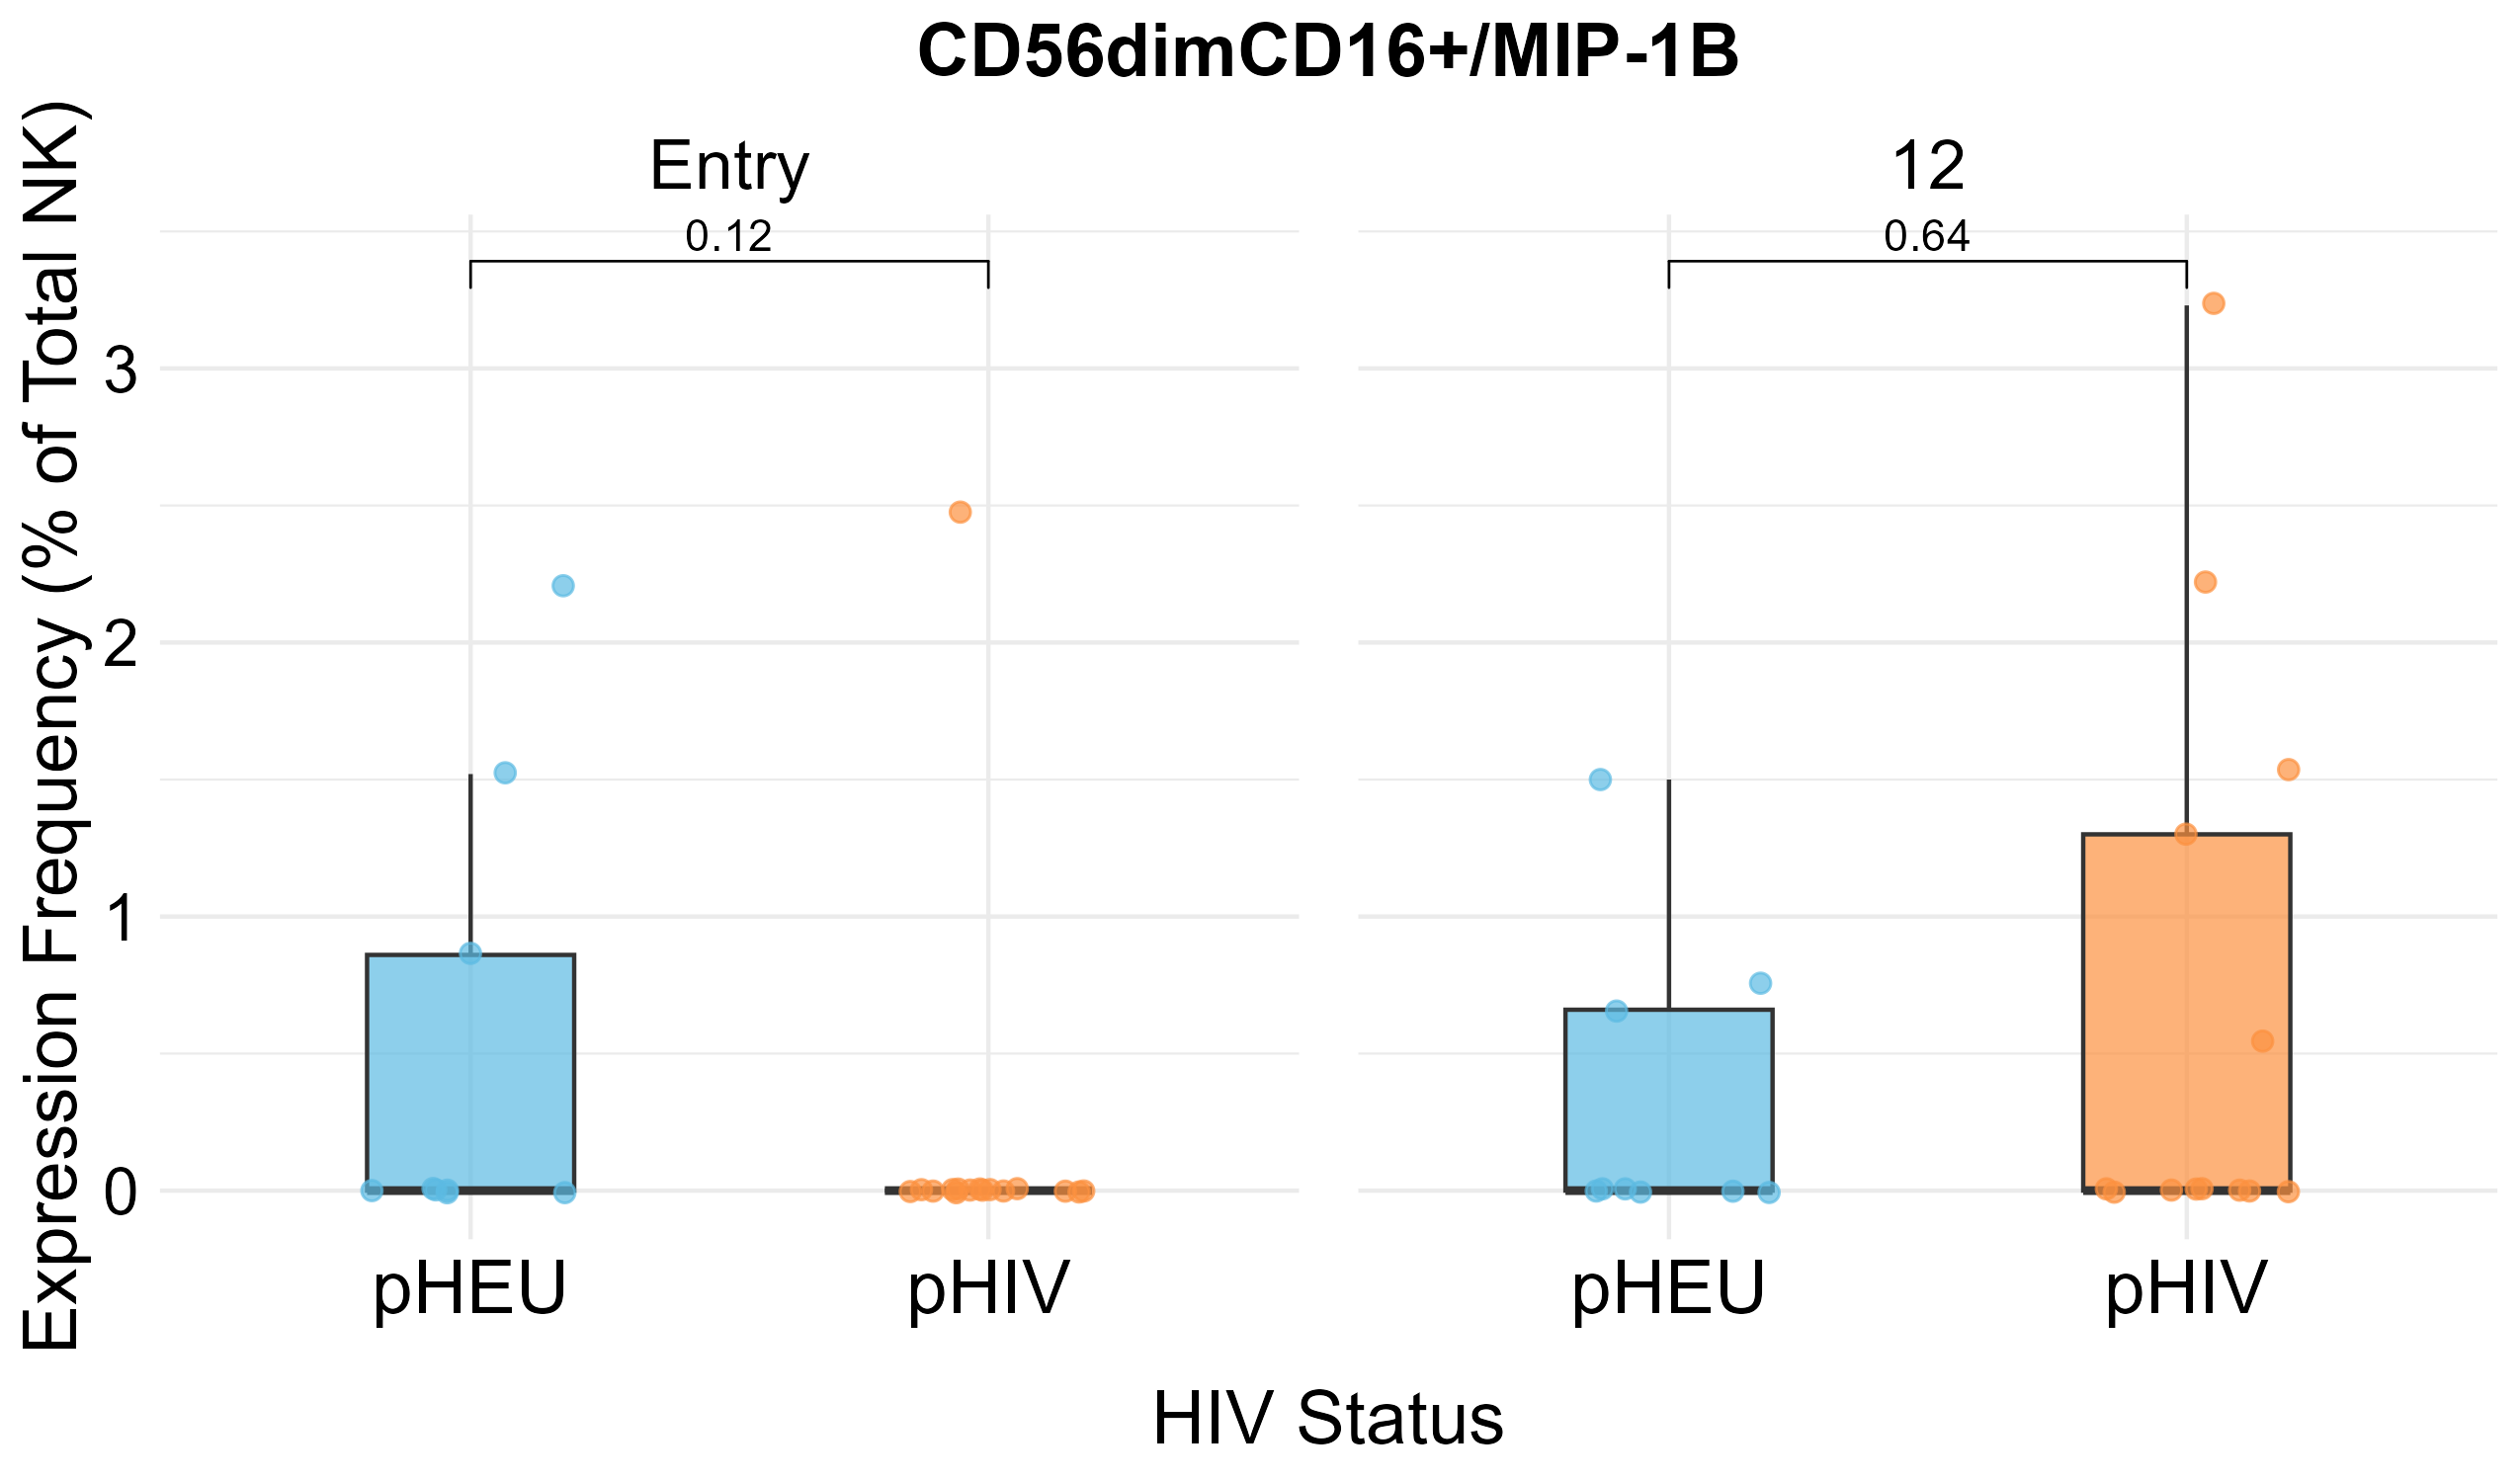 CD56dimCD16+/MIP-1B
Entry
12
0.12
0.64
Expression Frequency (% of Total NK)
3
2
1
0
pHEU
pHIV
pHEU
pHIV
HIV Status